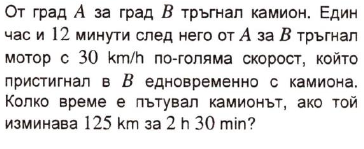 От град A за град B тръгнал камион. Един
час и 12 минути след него от A за B тръгнал
мотор с 30 km/h по-голяма скорост, който
пристигнал в B едновременно с камиона.
Колко време е пътувал камионът, ако той
изминава 125 km за 2 h 30 min?